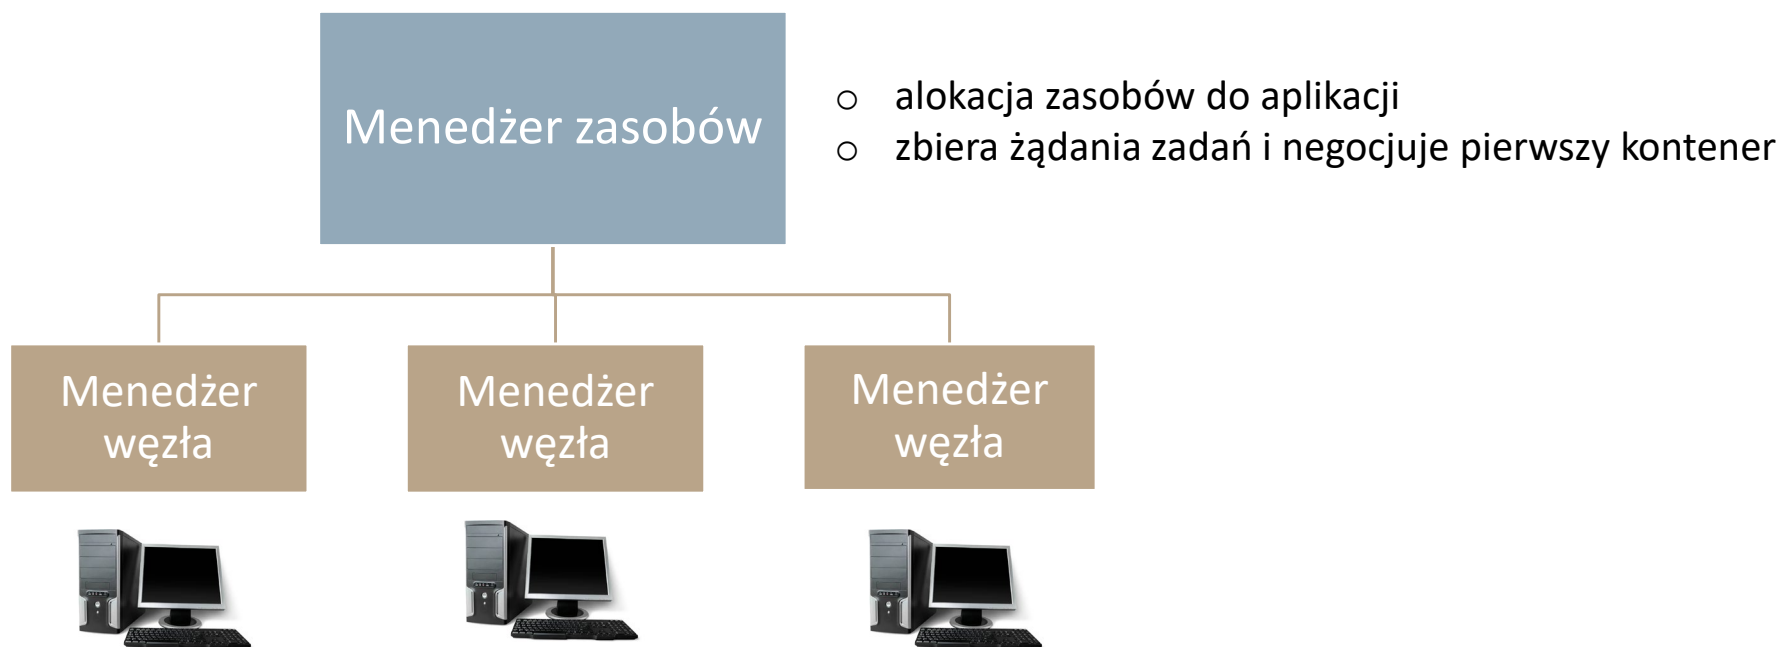 Menedżer zasobów
○ alokacja zasobów do aplikacji
○ zbiera żądania zadań i negocjuje pierwszy kontener
Menedżer
węzła
Menedżer
węzła
Menedżer
węzła